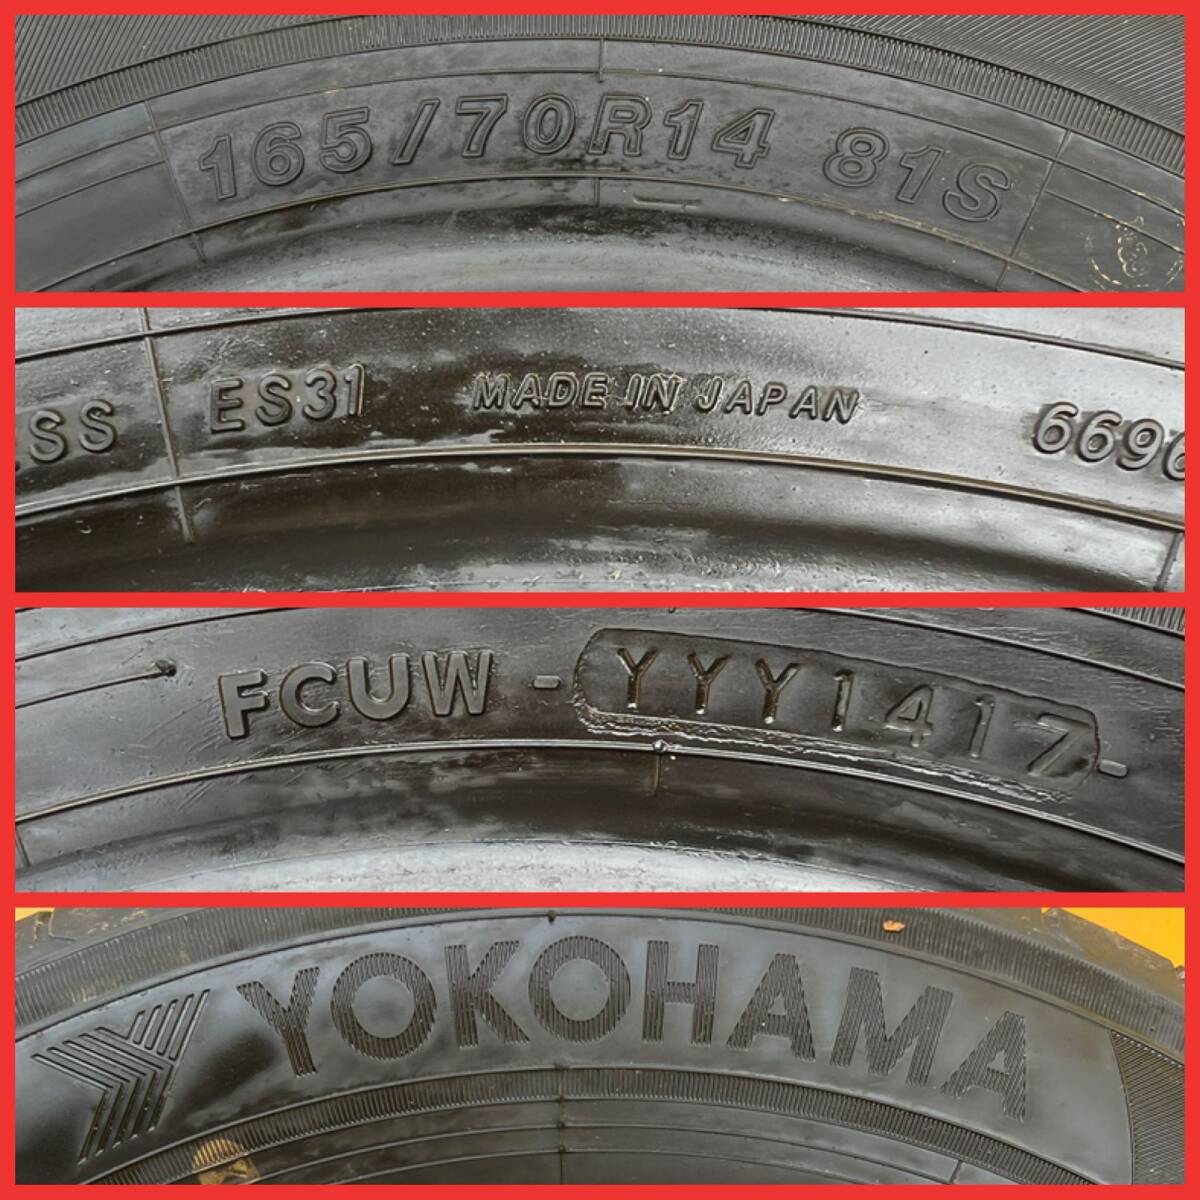 165/70R14 81S
SS ES31 MADE IN JAPAN 669
FCUW - YYY1417-
YOKOHAMA